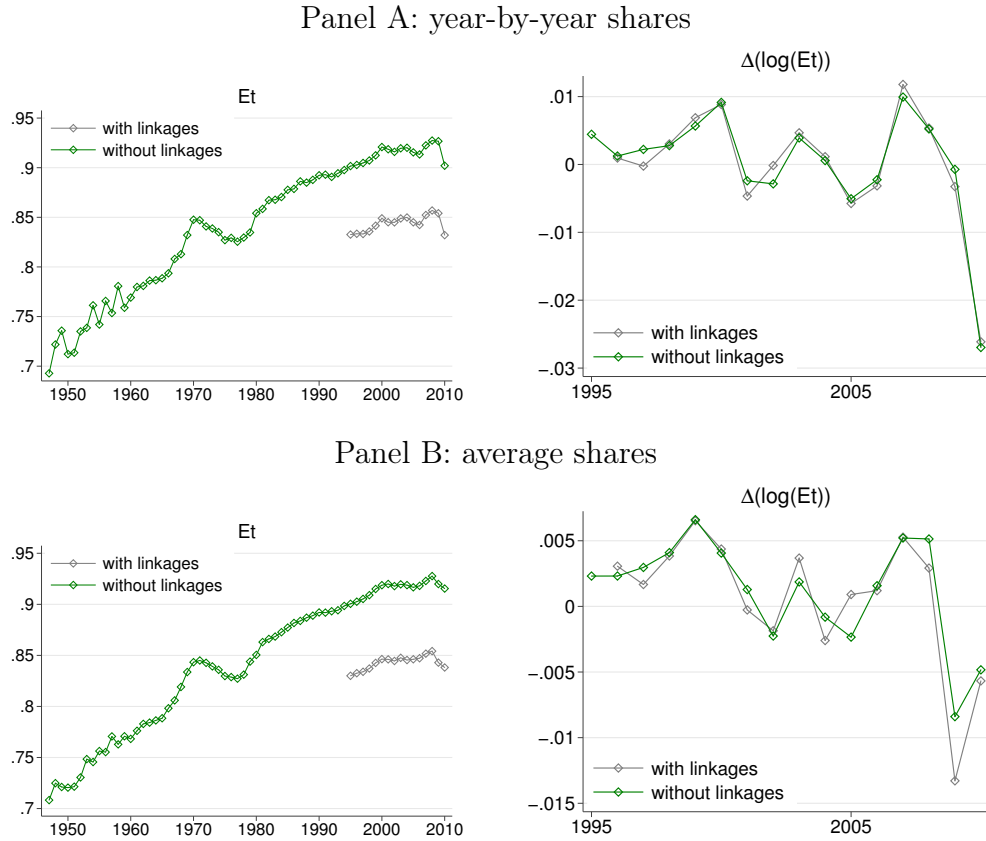 Panel A: year-by-year shares
Et
with linkages
without linkages
.95
.9
.85
.8
.75
.7
1950 1960 1970 1980 1990 2000 2010
Δ(log(Et))
.01
0
−.01
−.02
−.03
with linkages
without linkages
1995 2005
Panel B: average shares
Et
with linkages
without linkages
.95
.9
.85
.8
.75
.7
1950 1960 1970 1980 1990 2000 2010
Δ(log(Et))
.005
0
−.005
−.01
−.015
with linkages
without linkages
1995 2005